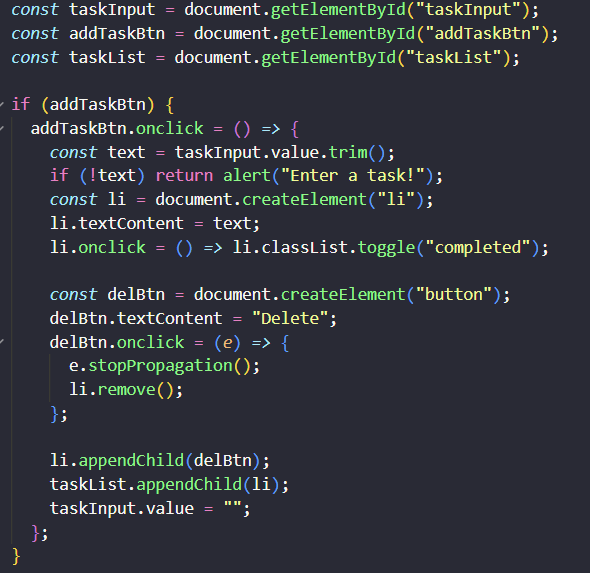 const taskInput = document.getElementById("taskInput");
const addTaskBtn = document.getElementById("addTaskBtn");
const taskList = document.getElementById("taskList");

if (addTaskBtn) {
  addTaskBtn.onclick = () => {
    const text = taskInput.value.trim();
    if (!text) return alert("Enter a task!");
    const li = document.createElement("li");
    li.textContent = text;
    li.onclick = () => li.classList.toggle("completed");

    const delBtn = document.createElement("button");
    delBtn.textContent = "Delete";
    delBtn.onclick = (e) => {
      e.stopPropagation();
      li.remove();
    };

    li.appendChild(delBtn);
    taskList.appendChild(li);
    taskInput.value = "";
  };
}